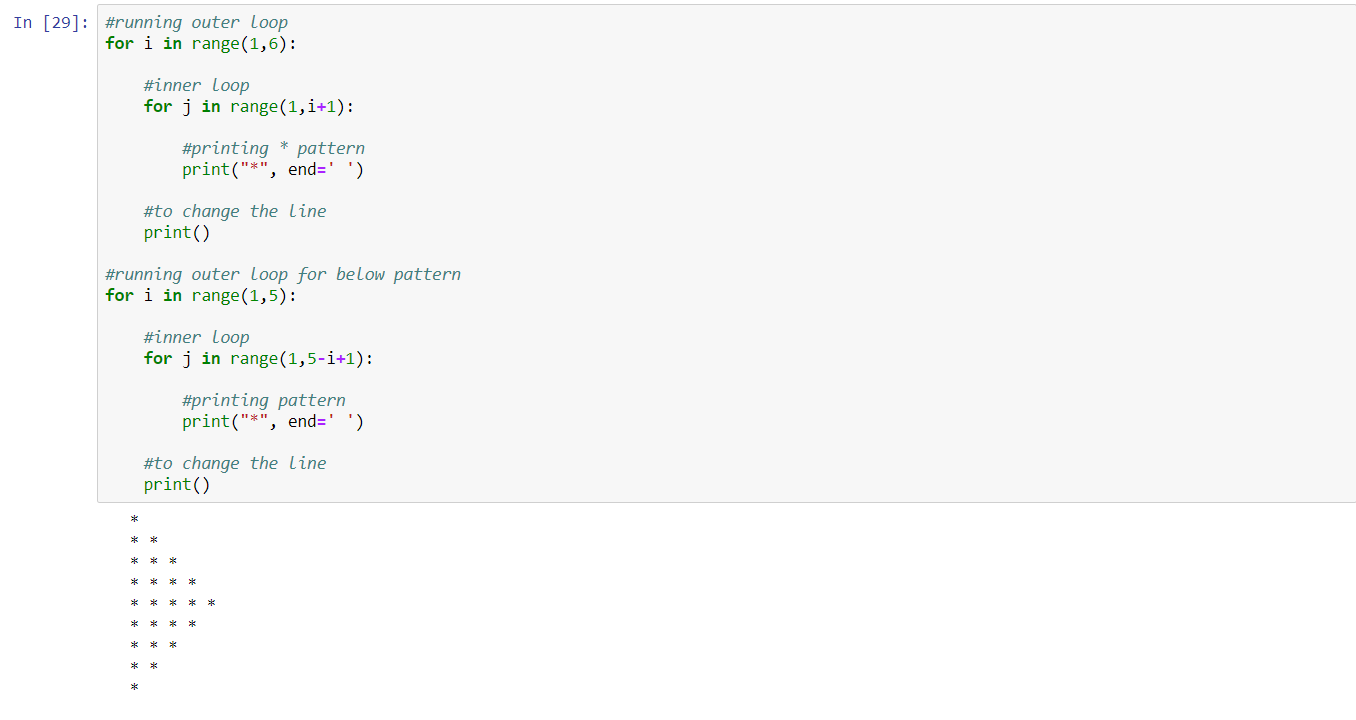 In [29]: #running outer loop
for i in range(1,6):
    #inner loop
    for j in range(1,i+1):
        #printing * pattern
        print("*", end=' ')
    #to change the line
    print()
#running outer loop for below pattern
for i in range(1,5):
    #inner loop
    for j in range(1,5-i+1):
        #printing pattern
        print("*", end=' ')
    #to change the line
    print()
*
* *
* * *
* * * *
* * * * *
* * * *
* * *
* *
*